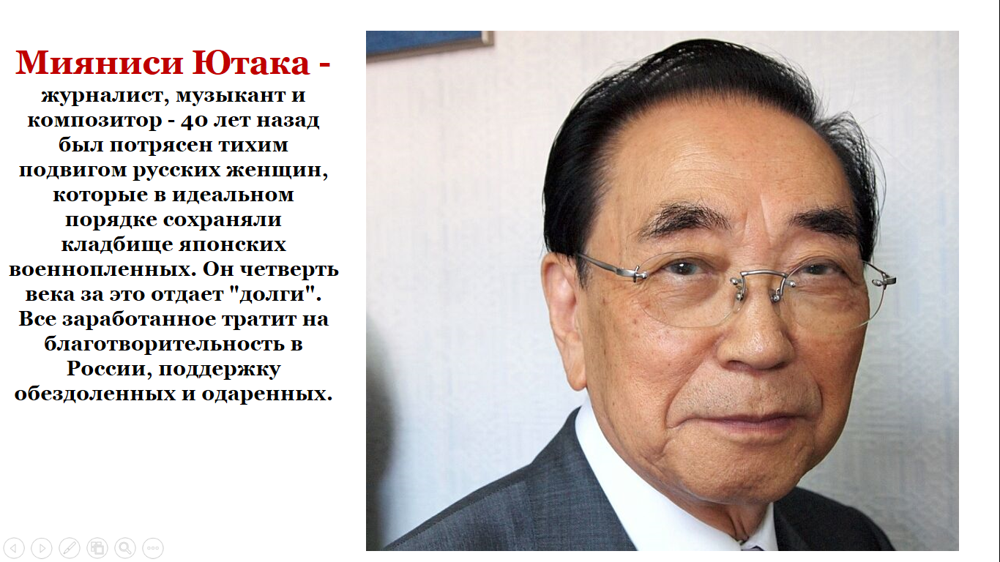 Мияниси Ютака -
журналист, музыкант и
композитор - 40 лет назад
был потрясен тихим
подвигом русских женщин,
которые в идеальном
порядке сохраняли
кладбище японских
военнопленных. Он четверть
века за это отдает "долги".
Все заработанное тратит на
благотворительность в
России, поддержку
обездоленных и одаренных.